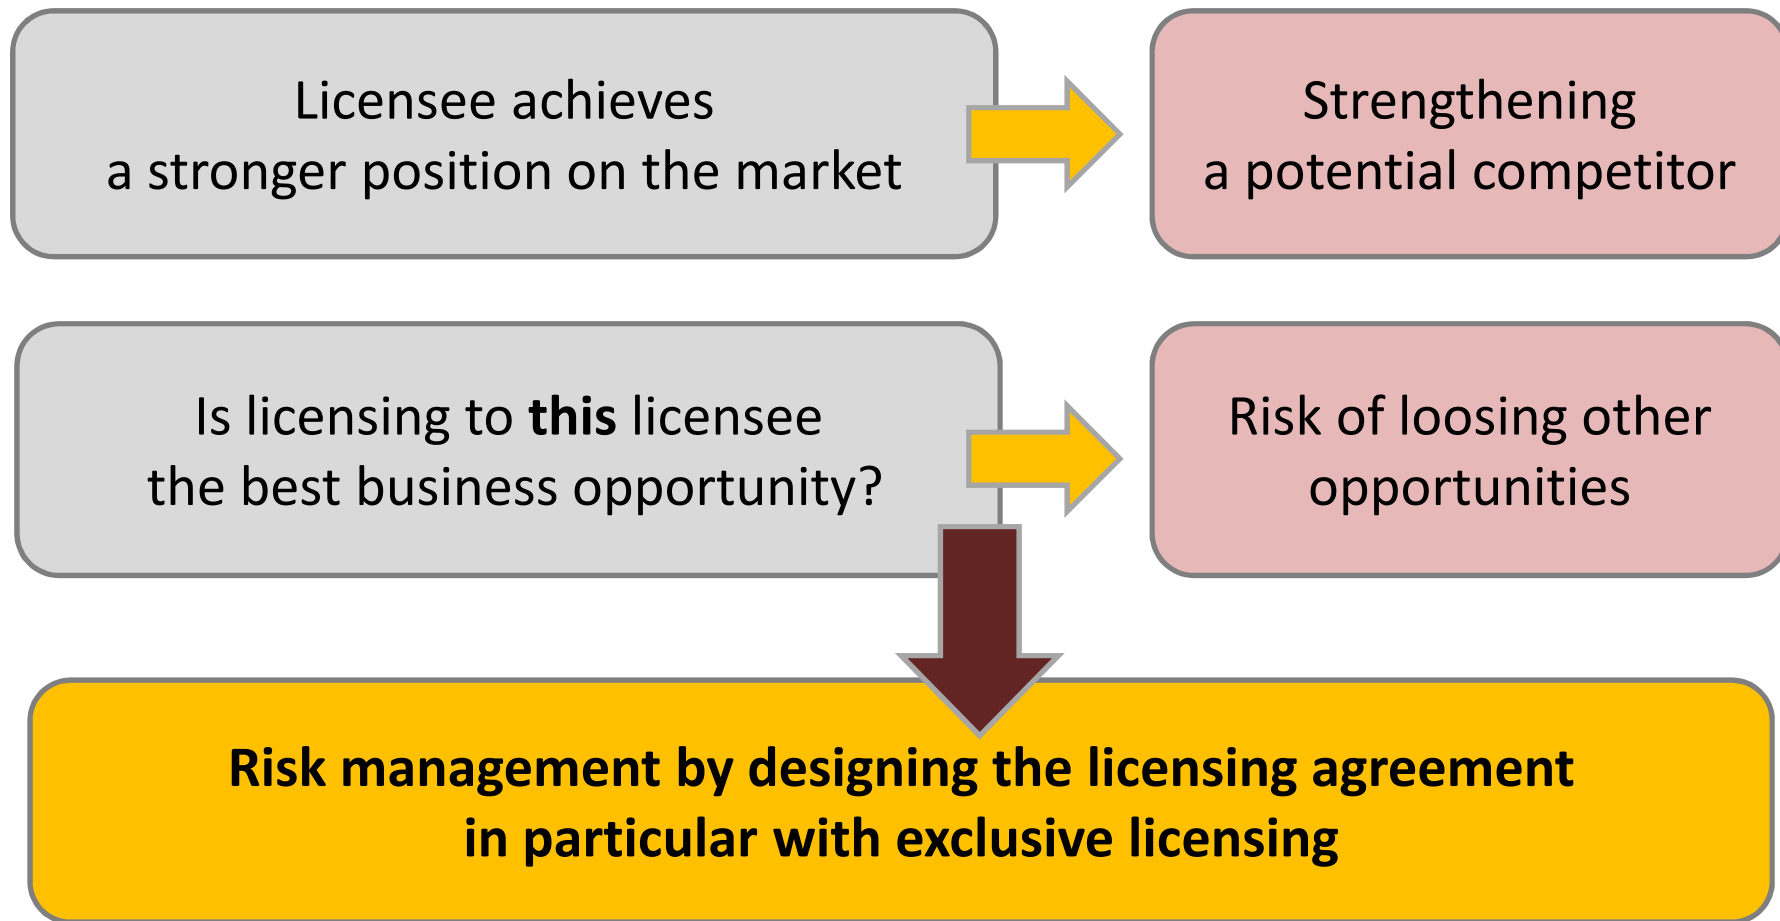 Licensee achieves
a stronger position on the market
Strengthening
a potential competitor
Is licensing to this licensee
the best business opportunity?
Risk of loosing other
opportunities
Risk management by designing the licensing agreement
in particular with exclusive licensing